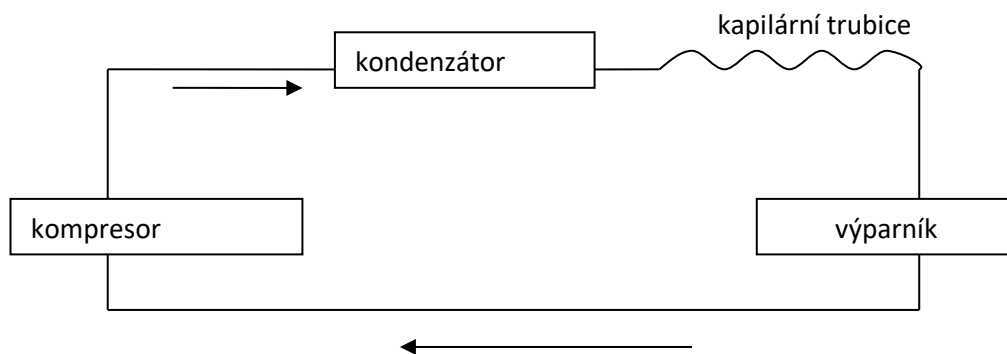 kapilární trubice
kondenzátor
kompresor
výparník